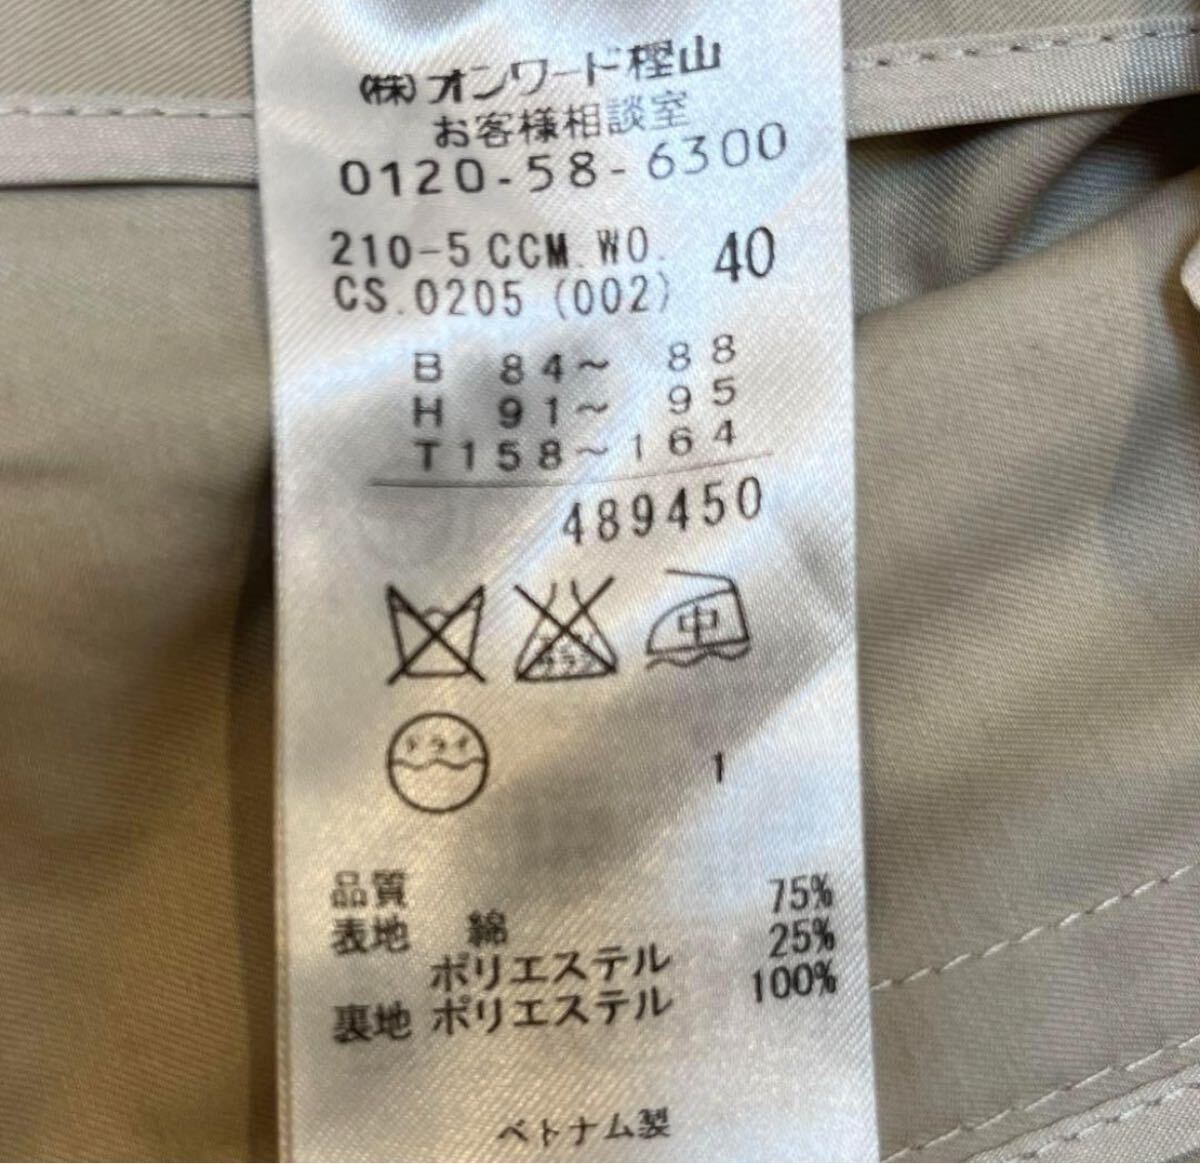 (株)オンワード樫山
お客様相談室
0120-58-6300
210-5 CCM.WO. 40
CS.0205 (002)
B 84~ 88
H 91~ 95
T158~164
489450
中
ドライ
1
品質
表地 綿 75%
ポリエステル 25%
裏地 ポリエステル 100%
ベトナム製